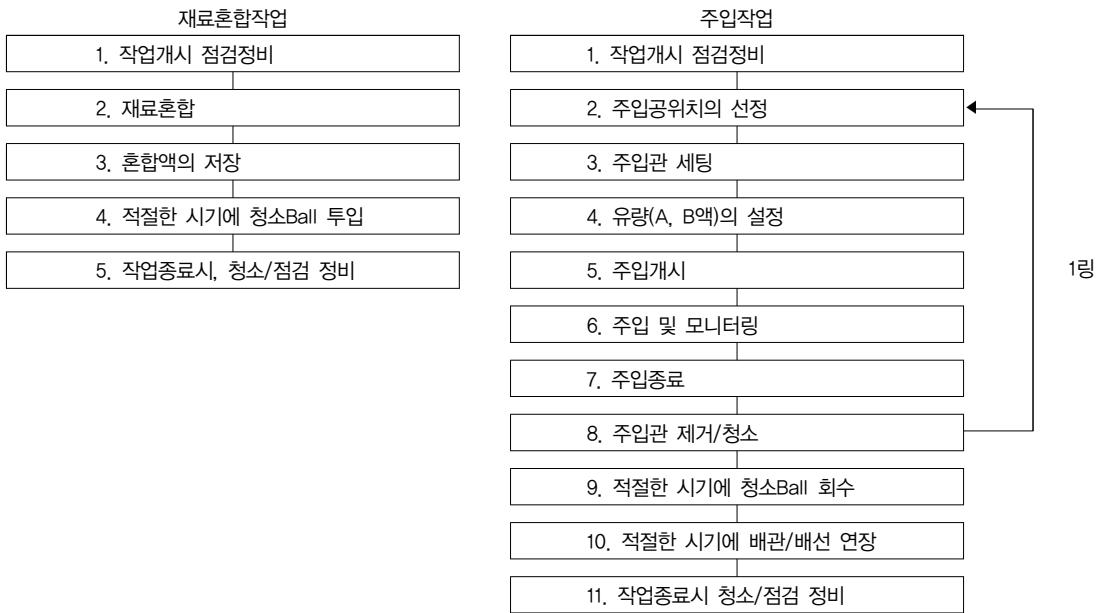 재료혼합작업
1. 작업개시 점검정비
2. 재료혼합
3. 혼합액의 저장
4. 적절한 시기에 청소Ball 투입
5. 작업종료시, 청소/점검 정비
주입작업
1. 작업개시 점검정비
2. 주입공위치의 선정
3. 주입관 세팅
4. 유량(A, B액)의 설정
5. 주입개시
6. 주입 및 모니터링
7. 주입종료
8. 주입관 제거/청소
9. 적절한 시기에 청소Ball 회수
10. 적절한 시기에 배관/배선 연장
11. 작업종료시 청소/점검 정비
1링